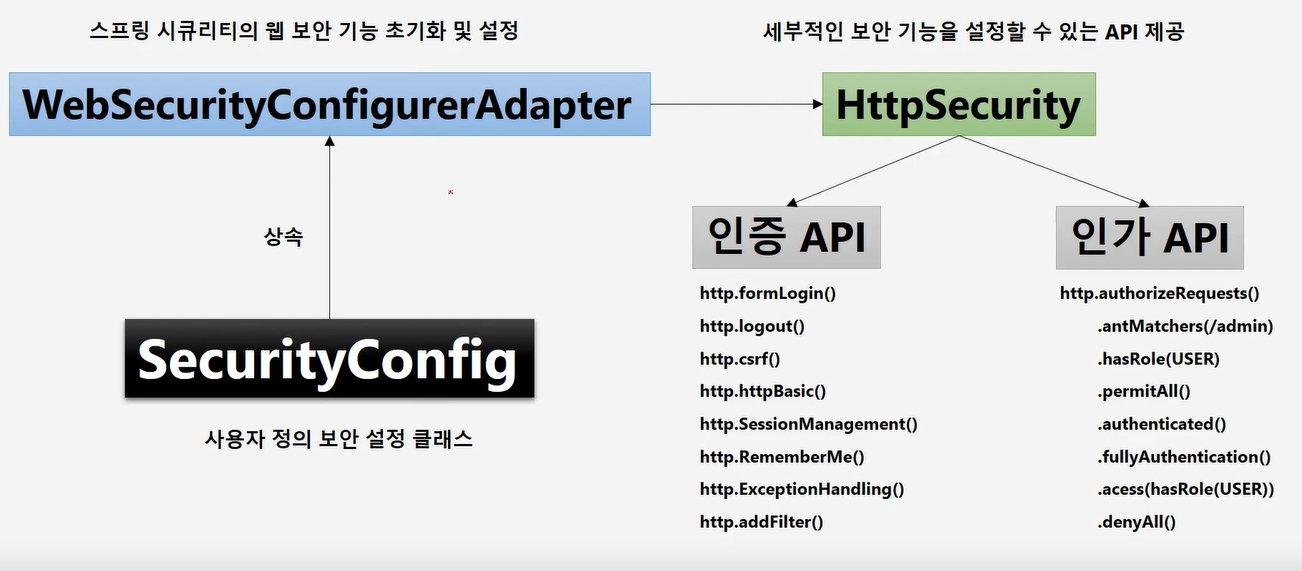 스프링 시큐리티의 웹 보안 기능 초기화 및 설정
세부적인 보안 기능을 설정할 수 있는 API 제공
WebSecurityConfigurerAdapter
HttpSecurity
상속
인증 API
인가 API
SecurityConfig
사용자 정의 보안 설정 클래스
http.formLogin()
http.logout()
http.csrf()
http.httpBasic()
http.SessionManagement()
http.RememberMe()
http.ExceptionHandling()
http.addFilter()
http.authorizeRequests()
.antMatchers(/admin)
.hasRole(USER)
.permitAll()
.authenticated()
.fullyAuthentication()
.acess(hasRole(USER))
.denyAll()